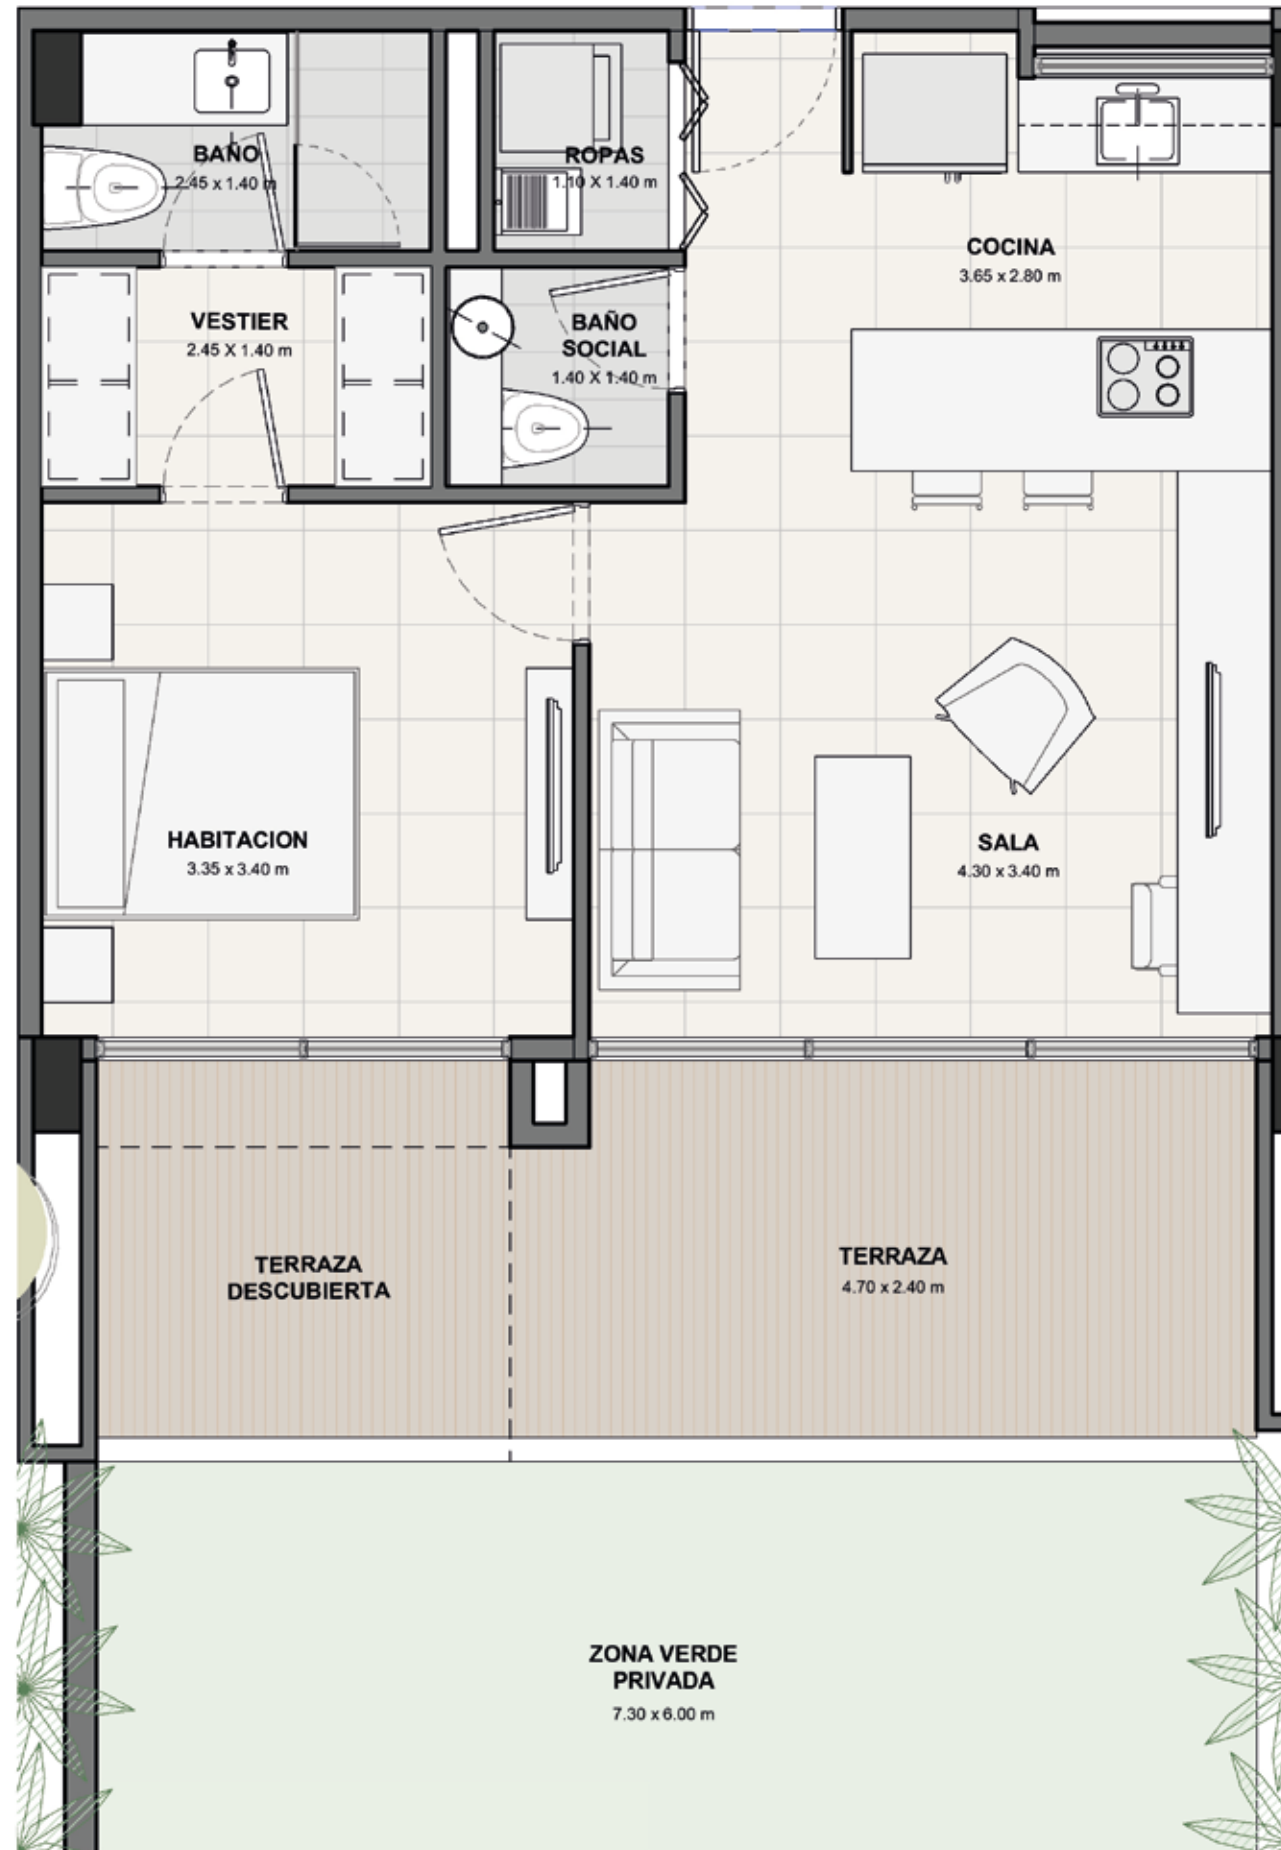 BAÑO
2.45 x 1.40 m
ROPAS
1.10 X 1.40 m
COCINA
3.65 x 2.80 m
VESTIER
2.45 X 1.40 m
BAÑO
SOCIAL
1.40 X 1.40 m
HABITACION
3.35 x 3.40 m
SALA
4.30 x 3.40 m
TERRAZA
DESCUBIERTA
TERRAZA
4.70 x 2.40 m
ZONA VERDE
PRIVADA
7.30 x 6.00 m